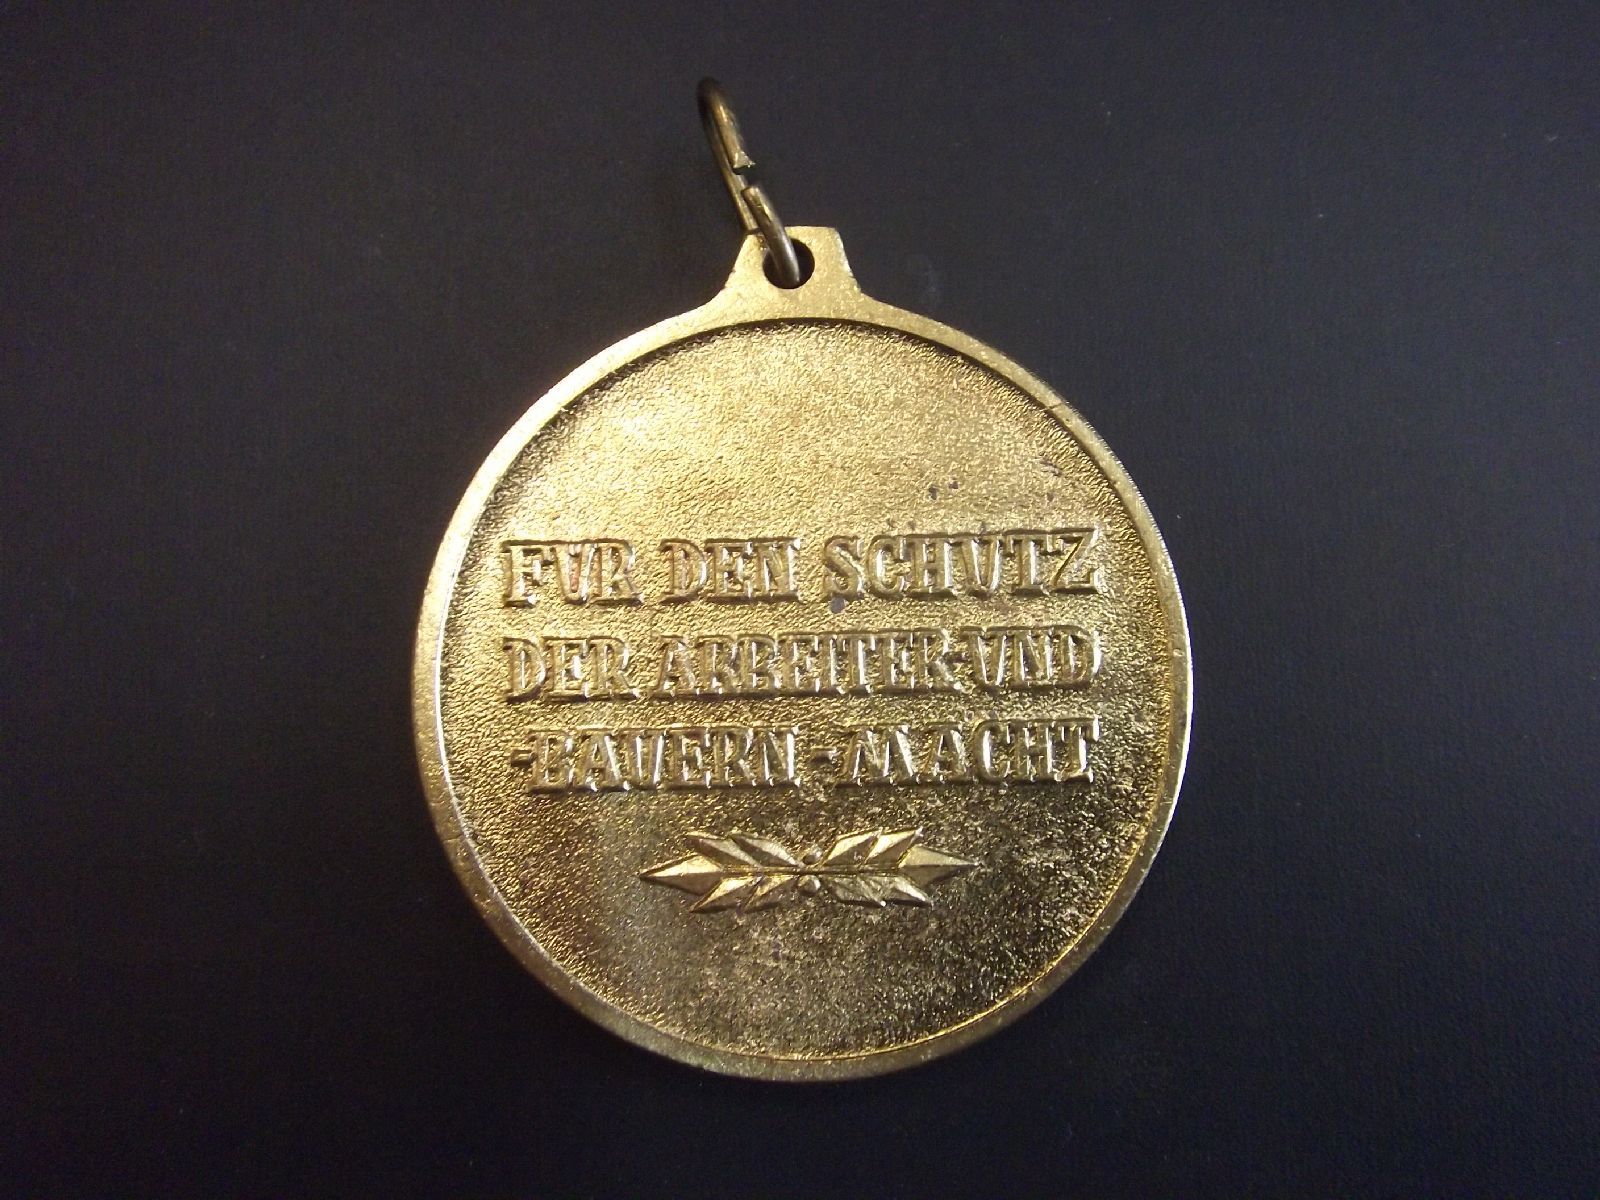 FUR DEN SCHUTZ
DER ARBEITER-UND
-BAUERN-MACHT